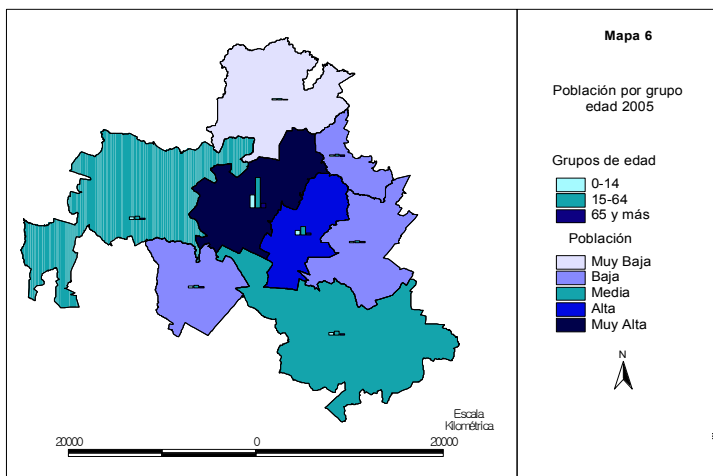 Mapa 6
Población por grupo
edad 2005
Grupos de edad
0-14
15-64
65 y más
Población
Muy Baja
Baja
Media
Alta
Muy Alta
N
Escala
Kilométrica
20000
0
20000